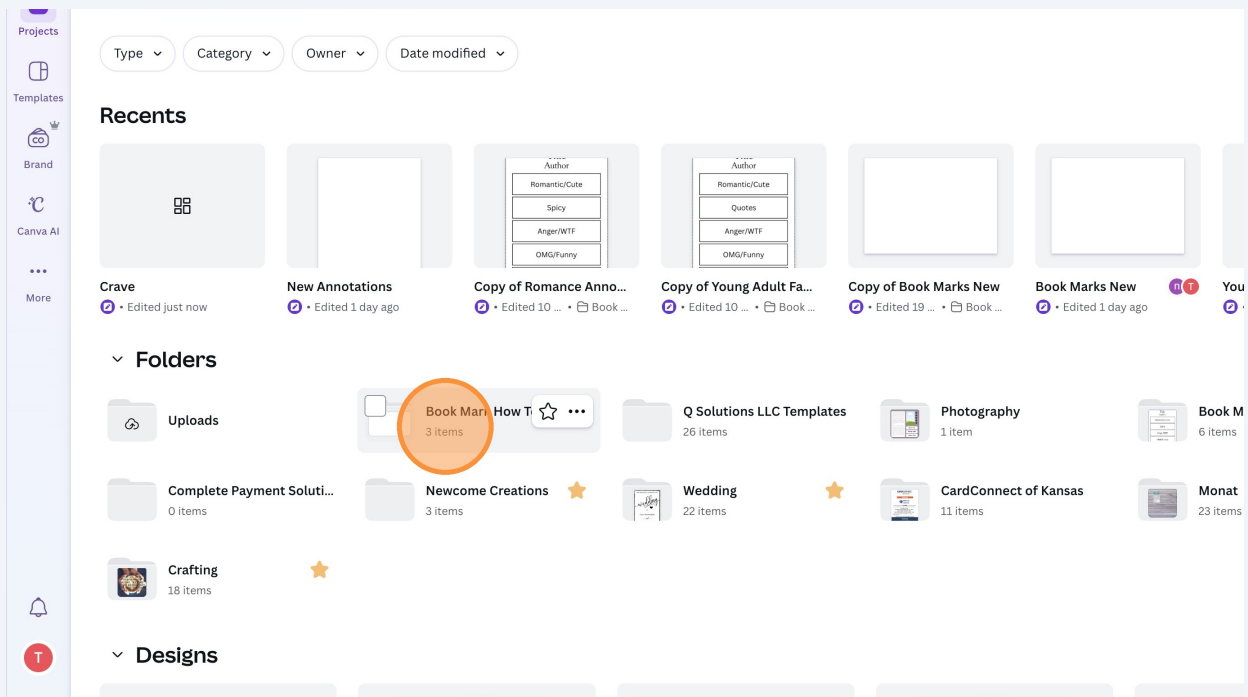 Projects
Templates
CO
Brand
Canva AI
More
T
Type
Category
Owner
Date modified
Recents
Author
Romantic/Cute
Spicy
Anger/WTF
OMG/Funny
Author
Romantic/Cute
Quotes
Anger/WTF
OMG/Funny
Crave
• Edited just now
New Annotations
• Edited 1 day ago
Copy of Romance Anno...
• Edited 10 ... • Book ...
Copy of Young Adult Fa...
• Edited 10 ... • Book ...
Copy of Book Marks New
• Edited 19 ... • Book ...
Book Marks New
T
• Edited 1 day ago
You
Folders
Uploads
Book Mark How T
3 items
Q Solutions LLC Templates
26 items
Photography
1 item
Book M
6 items
Complete Payment Soluti...
0 items
Newcome Creations
3 items
Wedding
22 items
CardConnect of Kansas
11 items
Monat
23 items
Crafting
18 items
Designs